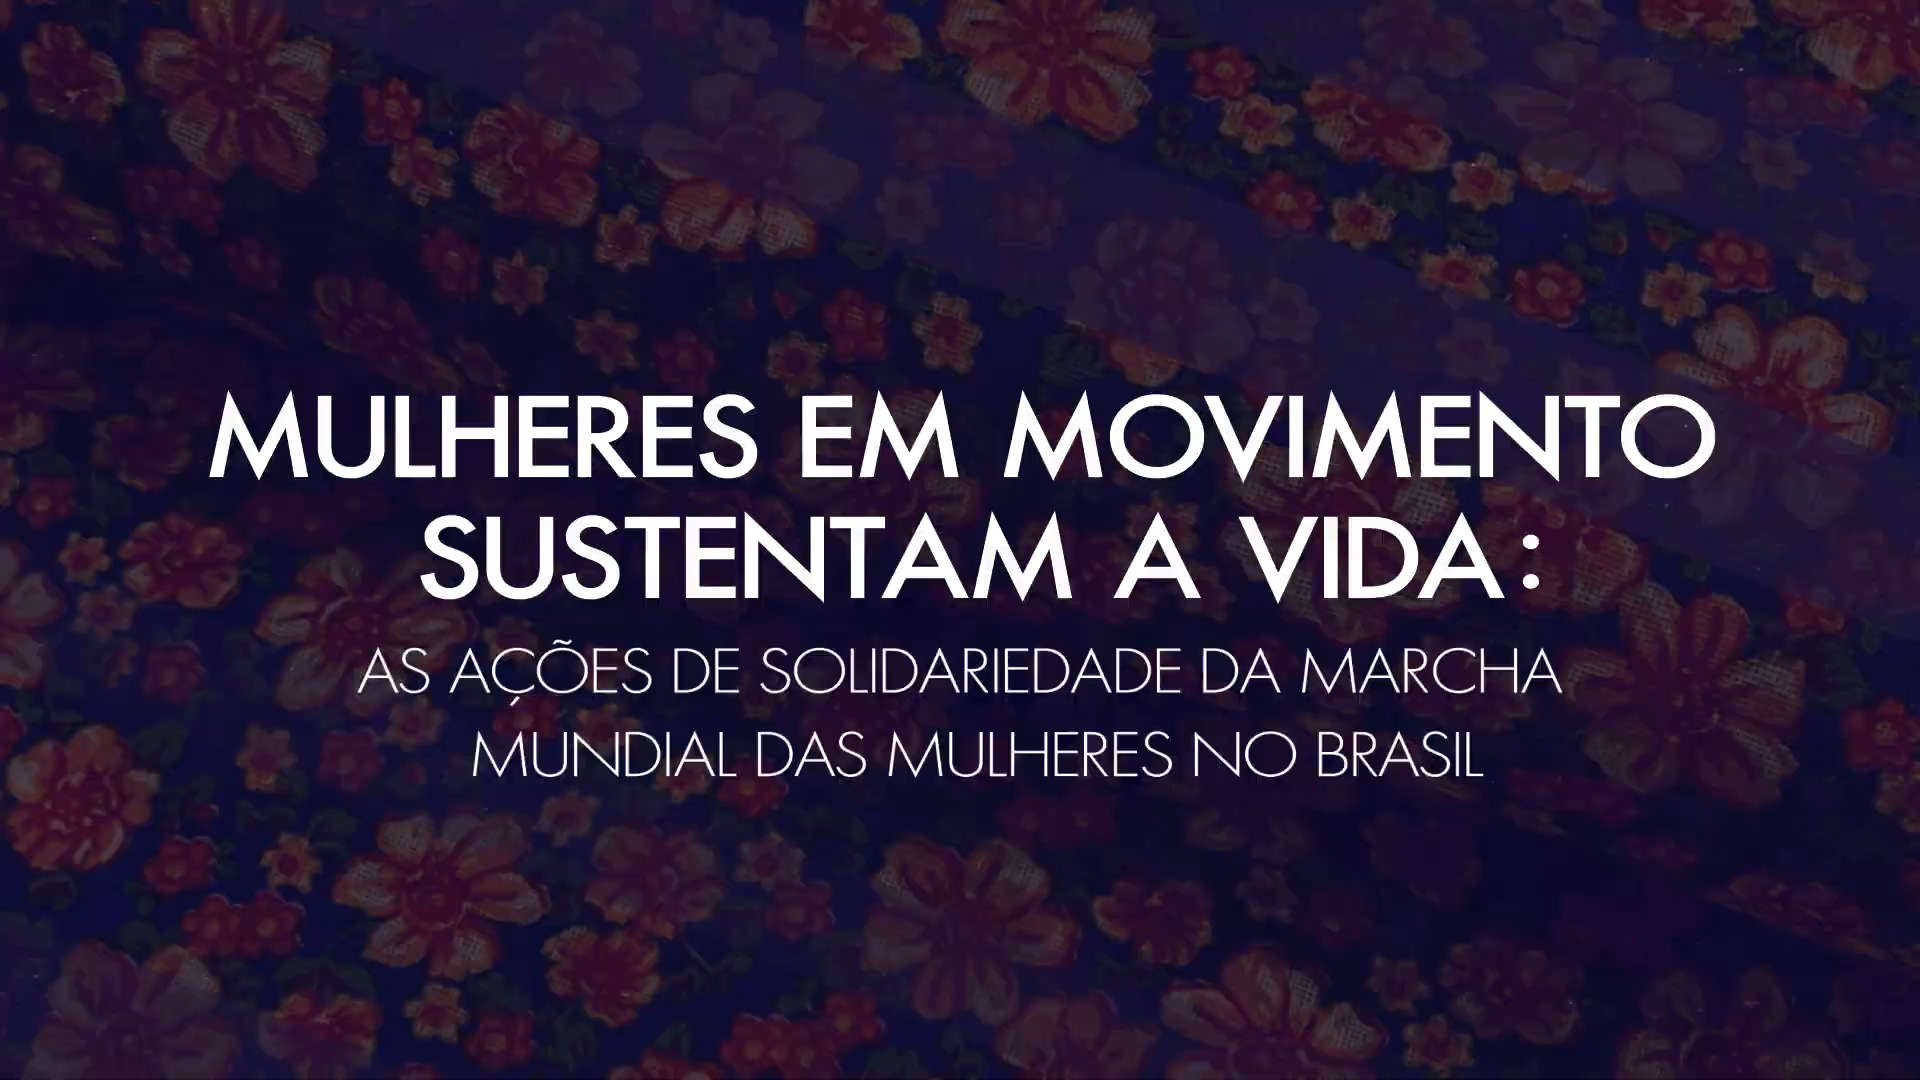 MULHERES EM MOVIMENTO
SUSTENTAM A VIDA:
AS AÇÕES DE SOLIDARIEDADE DA MARCHA
MUNDIAL DAS MULHERES NO BRASIL